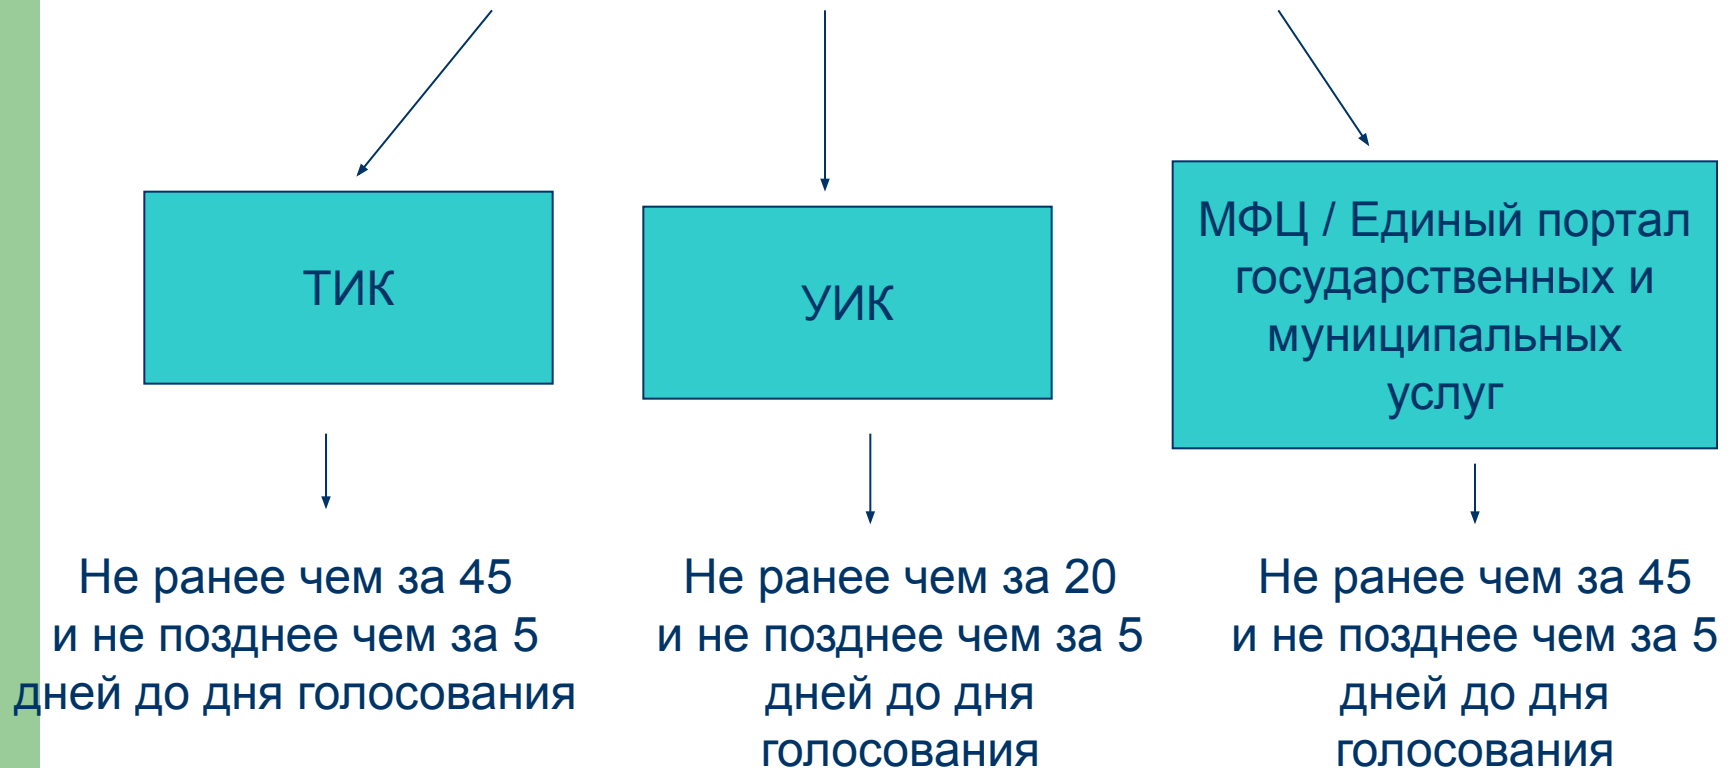 ТИК
УИК
МФЦ / Единый портал
государственных и
муниципальных
услуг
Не ранее чем за 45
и не позднее чем за 5
дней до дня голосования
Не ранее чем за 20
и не позднее чем за 5
дней до дня
голосования
Не ранее чем за 45
и не позднее чем за 5
дней до дня
голосования